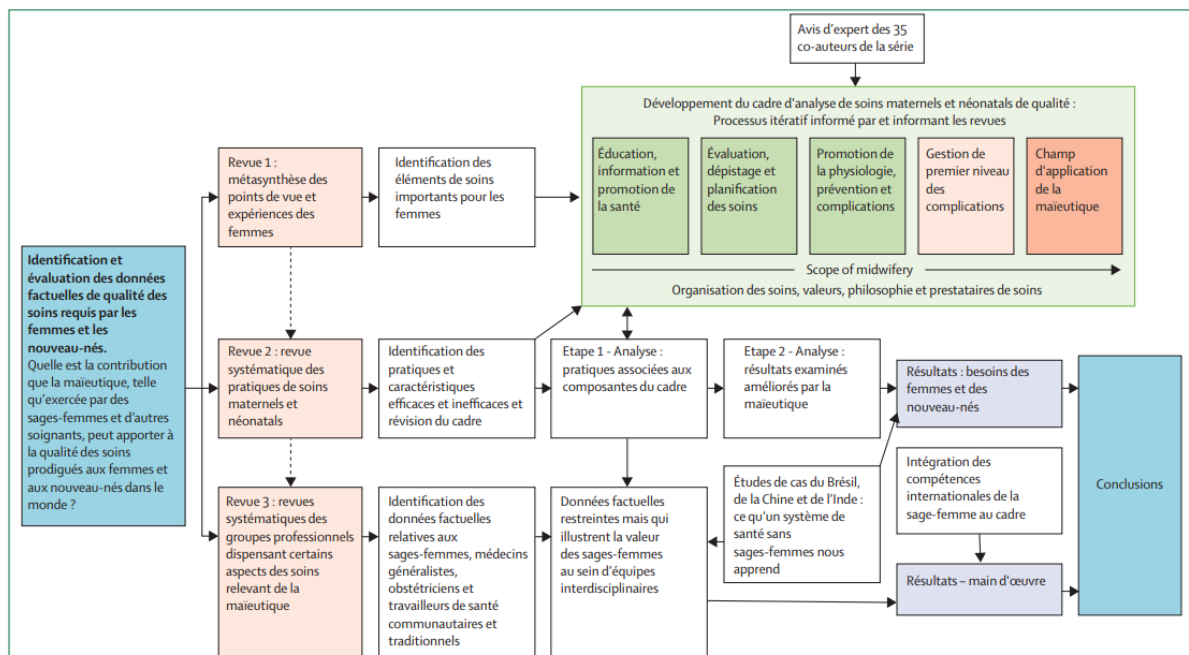 Avis d'expert des 35
co-auteurs de la série
Développement du cadre d'analyse de soins maternels et néonatals de qualité :
Processus itératif informé par et informant les revues
Éducation,
information et
promotion de
la santé
Évaluation,
dépistage et
planification
des soins
Promotion de
la physiologie,
prévention et
complications
Gestion de
premier niveau
des
complications
Champ
d'application
de la
maïeutique
Scope of midwifery
Organisation des soins, valeurs, philosophie et prestataires de soins
Revue 1 :
métasynthèse des
points de vue et
expériences des
femmes
Identification des
éléments de soins
importants pour les
femmes
Identification et
évaluation des données
factuelles de qualité des
soins requis par les
femmes et les
nouveau-nés.
Quelle est la contribution
que la maïeutique, telle
qu'exercée par des
sages-femmes et d'autres
soignants, peut apporter à
la qualité des soins
prodigués aux femmes et
aux nouveau-nés dans le
monde ?
Revue 2 : revue
systématique des
pratiques de soins
maternels et
néonatals
Identification des
pratiques et
caractéristiques
efficaces et inefficaces et
révision du cadre
Etape 1 - Analyse :
pratiques associées aux
composantes du cadre
Etape 2 - Analyse :
résultats examinés
améliorés par la
maïeutique
Résultats : besoins des
femmes et des
nouveau-nés
Revue 3 : revues
systématiques des
groupes professionnels
dispensant certains
aspects des soins
relevant de la
maïeutique
Identification des
données factuelles
relatives aux
sages-femmes, médecins
généralistes,
obstétriciens et
travailleurs de santé
communautaires et
traditionnels
Données factuelles
restreintes mais qui
illustrent la valeur
des sages-femmes
au sein d'équipes
interdisciplinaires
Études de cas du Brésil,
de la Chine et de l'Inde :
ce qu'un système de
santé sans
sages-femmes nous
apprend
Intégration des
compétences
internationales de la
sage-femme au cadre
Résultats – main d'œuvre
Conclusions